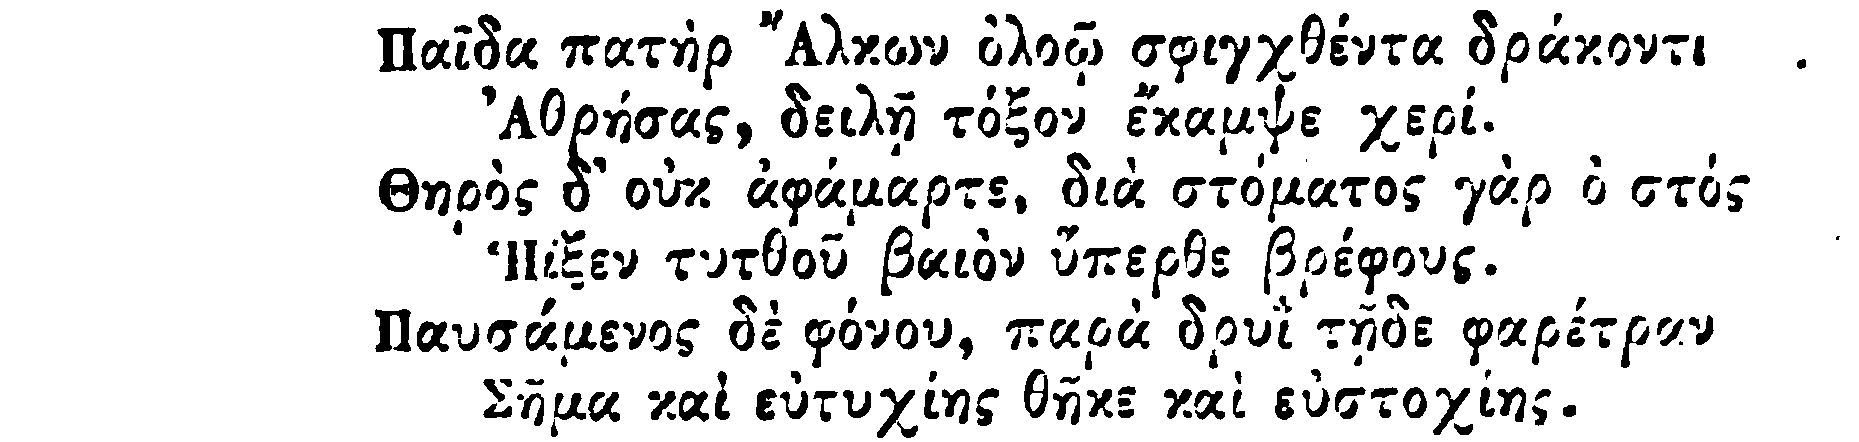 Παῖδα πατὴρ Ἄλκων ὀλοῷ σφιγχθέντα δράκοντι
Ἀθρήσας, δειλῇ τόξον ἔκαμψε χερί.
Θηρὸς δ' οὐκ ἀφάμαρτε, διὰ στόματος γὰρ ὀϊστός
Ἤϊξεν τυτθοῦ βαιὸν ὕπερθε βρέφους.
Παυσάμενος δὲ φόνου, παρὰ δρυῒ τῇδε φαρέτραν
Σῆμα καὶ εὐτυχίης θῆκε καὶ εὐστοχίης.